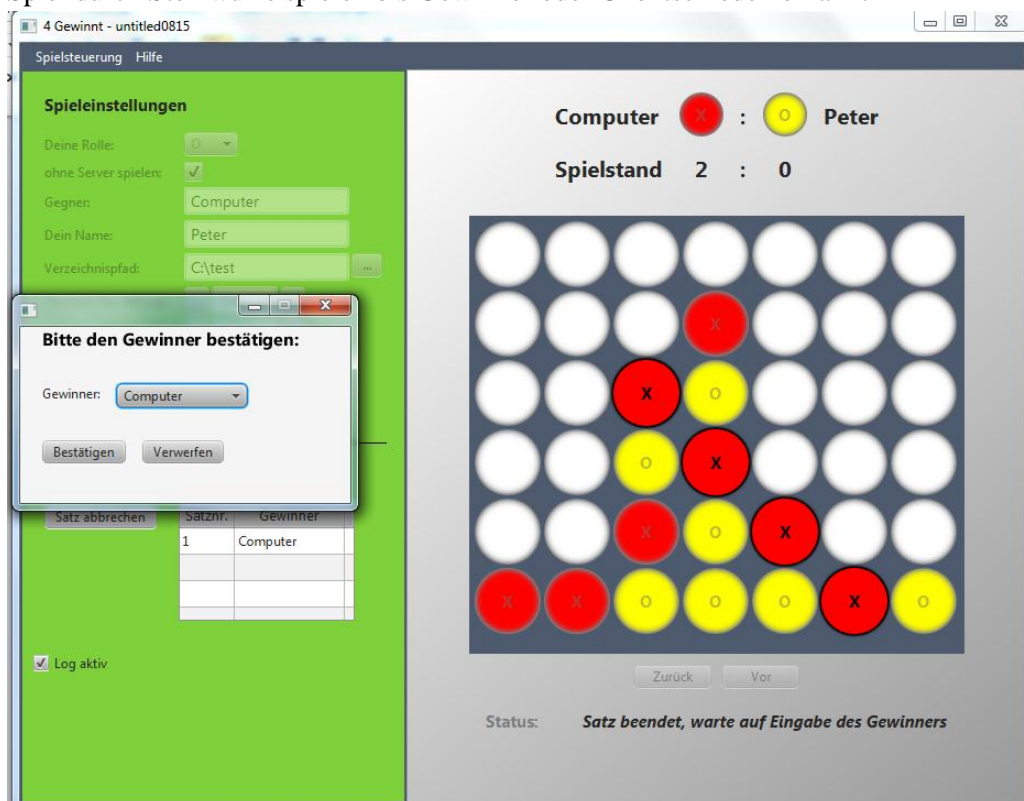 4 Gewinnt - untitled0815
Spielsteuerung Hilfe
Spieleinstellungen
Deine Rolle: O
ohne Server spielen:
Gegner: Computer
Dein Name: Peter
Verzeichnispfad: C:\test ...
Bitte den Gewinner bestätigen:
Gewinner: Computer
Bestätigen Verwerfen
Satz abbrechen Satznr. Gewinner
1 Computer
Log aktiv
Computer X : O Peter
Spielstand 2 : 0
X
X O
O X
X O X
X X O O O X O
Zurück Vor
Status: Satz beendet, warte auf Eingabe des Gewinners